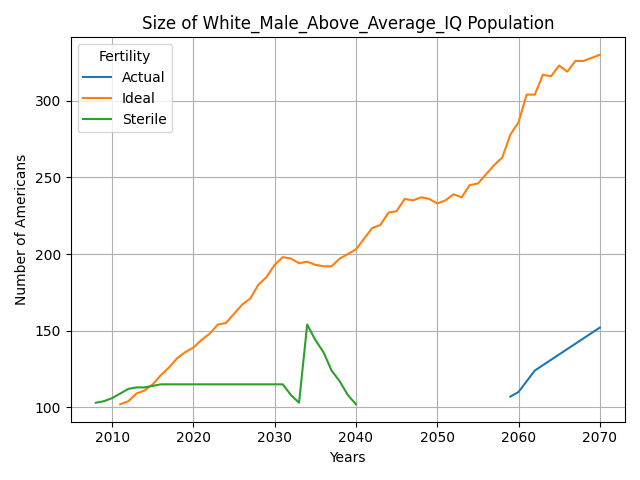 Size of White_Male_Above_Average_IQ Population
Fertility
Actual
Ideal
Sterile
Number of Americans
300
250
200
150
100
2010 2020 2030 2040 2050 2060 2070
Years